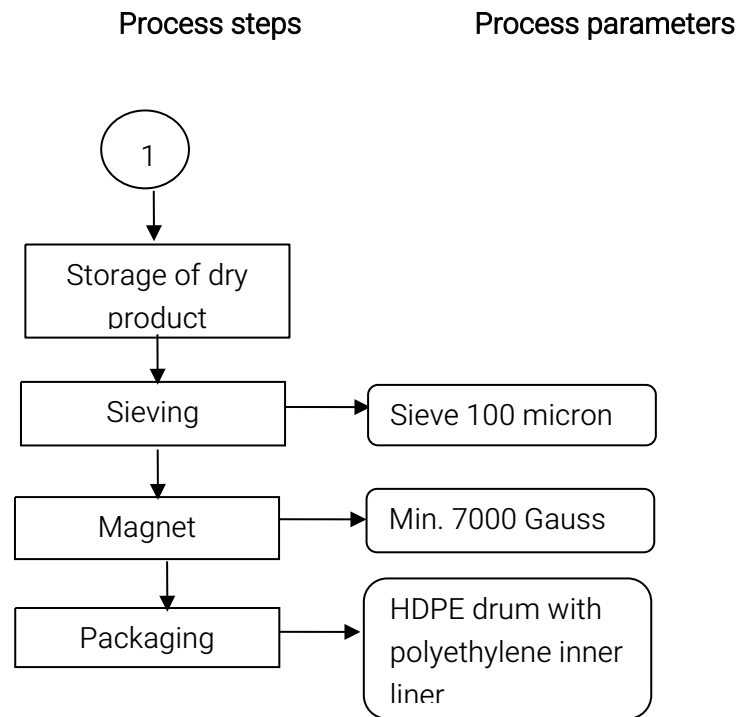 Process steps
Process parameters
1
Storage of dry
product
Sieving
Sieve 100 micron
Magnet
Min. 7000 Gauss
Packaging
HDPE drum with
polyethylene inner
liner